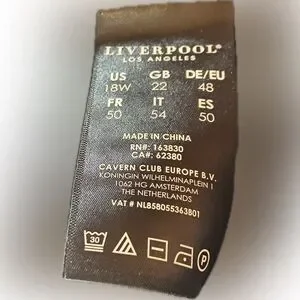 LIVERPOOL®
LOS ANGELES
US GB DE/EU
18W 22 48
FR IT ES
50 54 50
MADE IN CHINA
RN#: 163830
CA#: 62380
CAVERN CLUB EUROPE B.V.
KONINGIN WILHELMINAPLEIN 1
1062 HG AMSTERDAM
THE NETHERLANDS
VAT # NL858055363B01
30 P